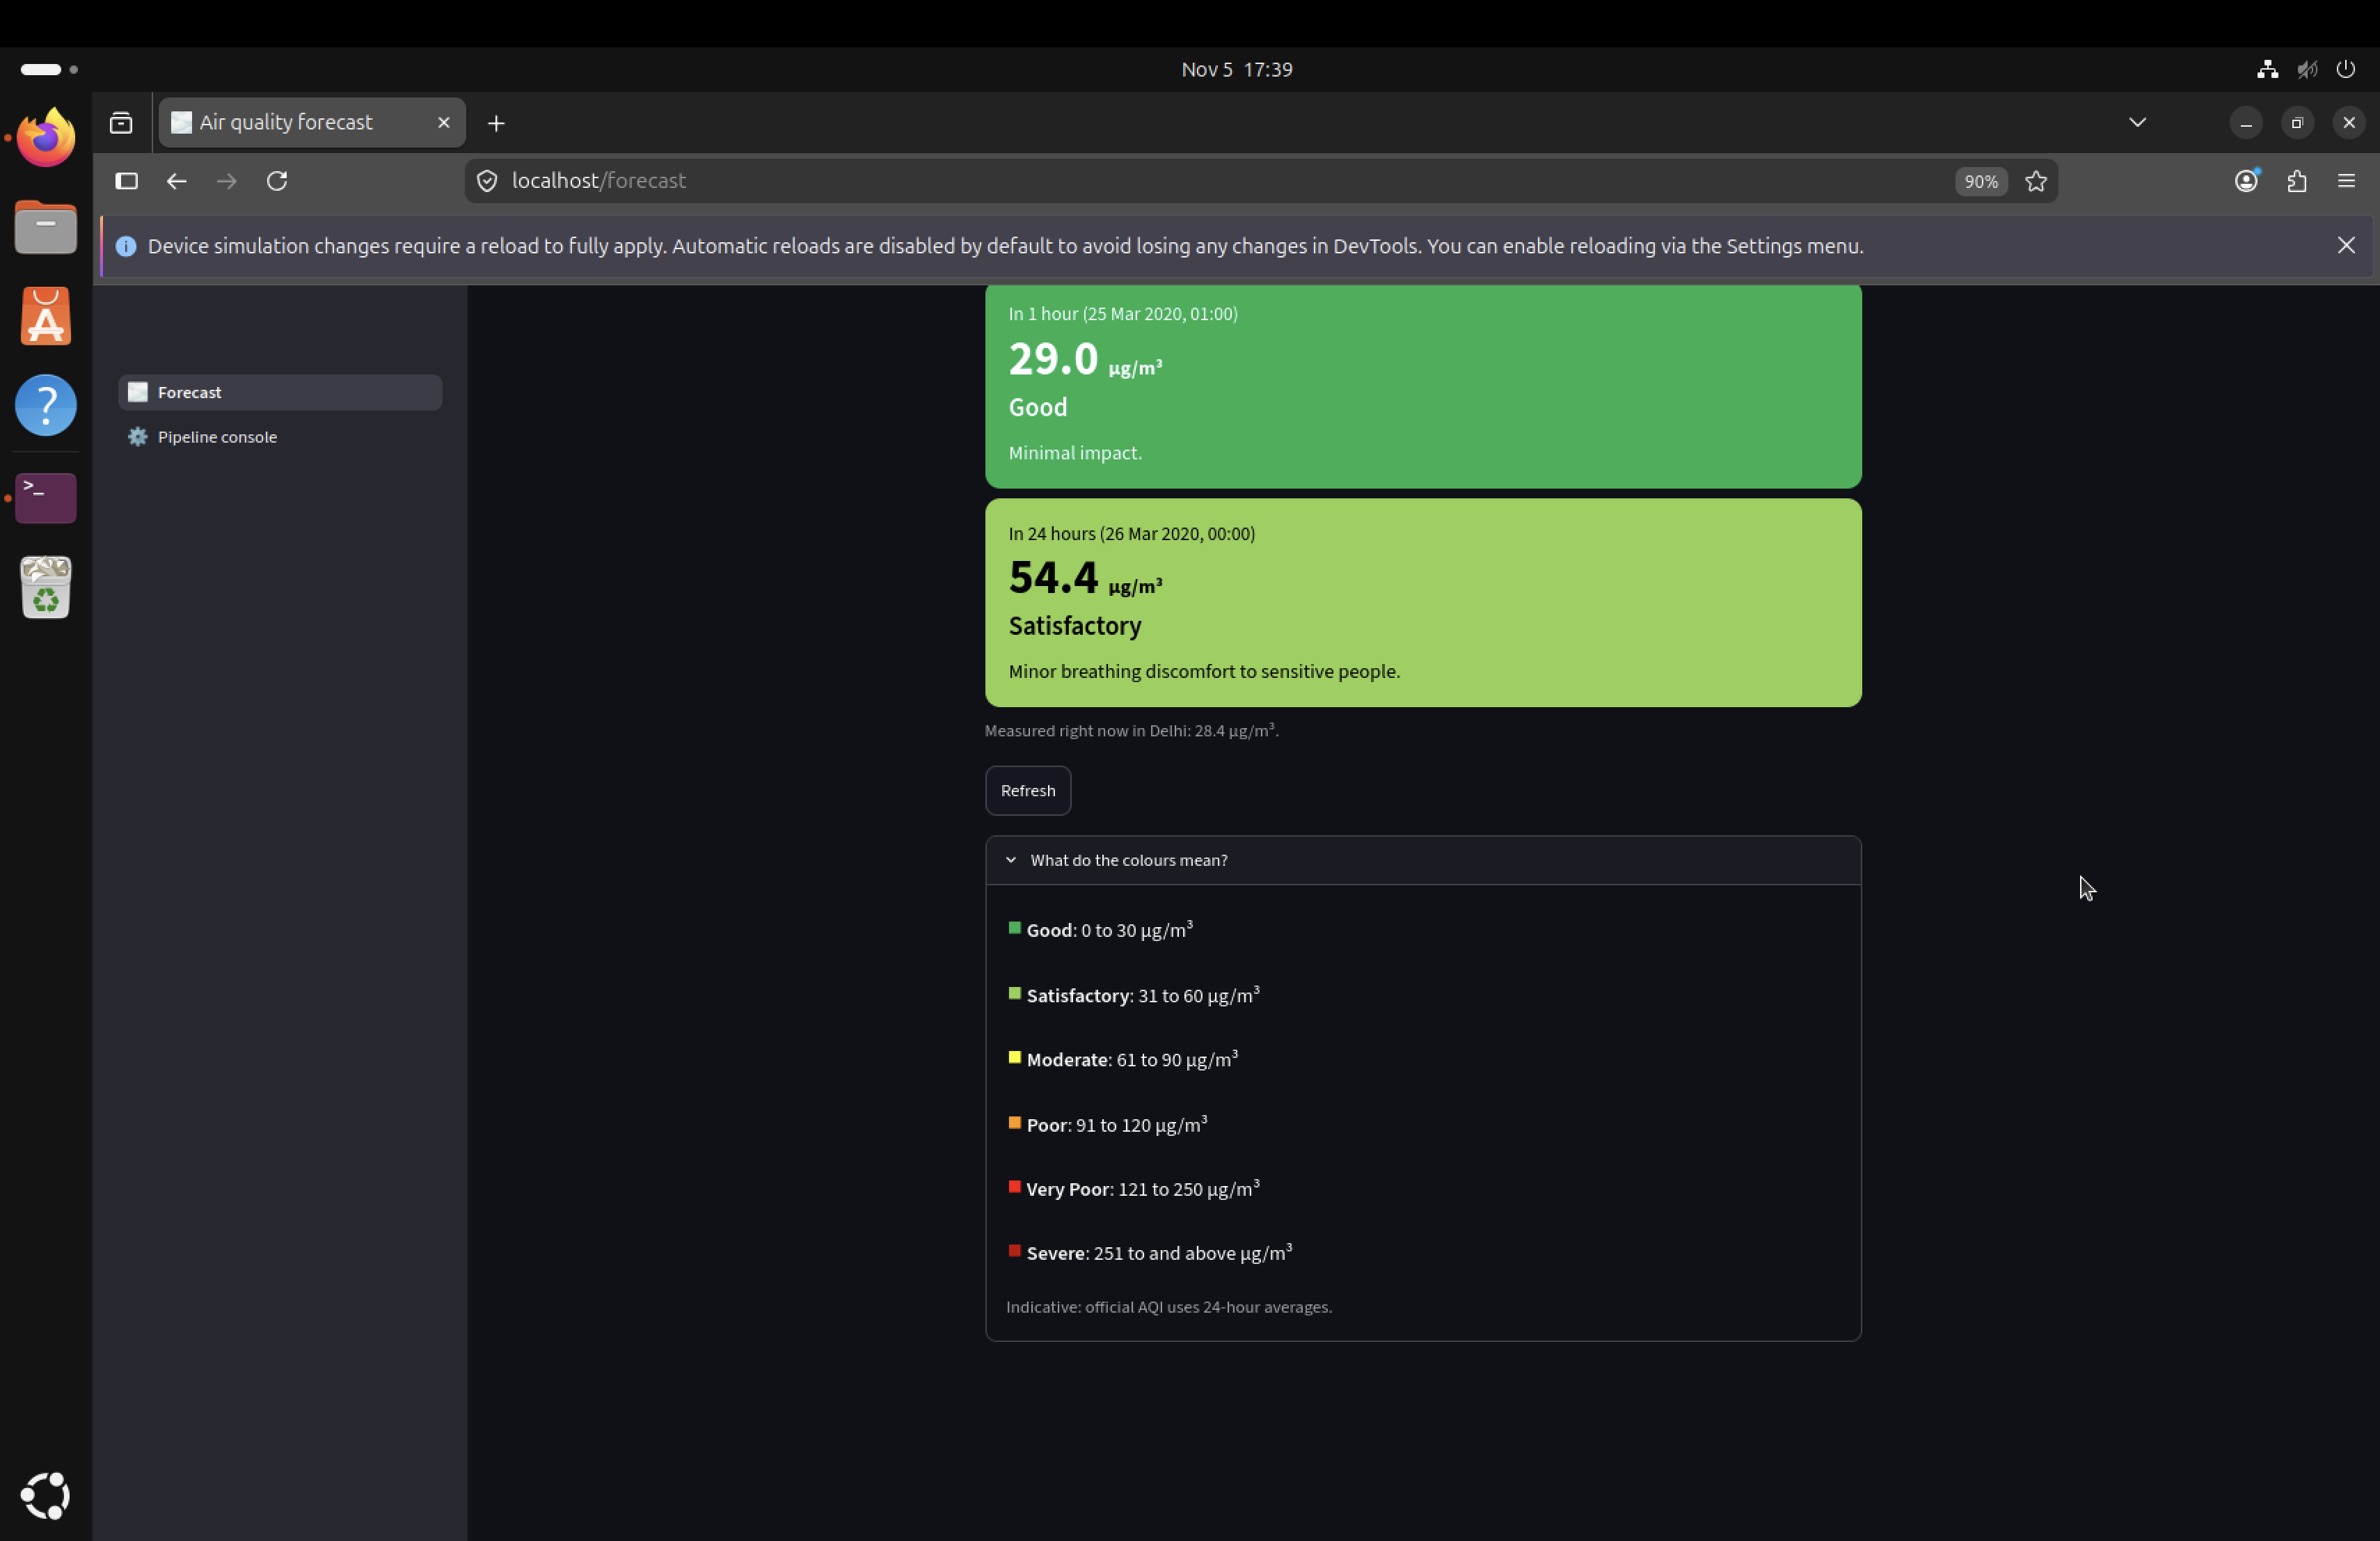 Nov 5 17:39
Air quality forecast
localhost/forecast
90%
Device simulation changes require a reload to fully apply. Automatic reloads are disabled by default to avoid losing any changes in DevTools. You can enable reloading via the Settings menu.
Forecast
Pipeline console
In 1 hour (25 Mar 2020, 01:00)
29.0 µg/m³
Good
Minimal impact.
In 24 hours (26 Mar 2020, 00:00)
54.4 µg/m³
Satisfactory
Minor breathing discomfort to sensitive people.
Measured right now in Delhi: 28.4 µg/m³.
Refresh
What do the colours mean?
Good: 0 to 30 µg/m³
Satisfactory: 31 to 60 µg/m³
Moderate: 61 to 90 µg/m³
Poor: 91 to 120 µg/m³
Very Poor: 121 to 250 µg/m³
Severe: 251 to and above µg/m³
Indicative: official AQI uses 24-hour averages.